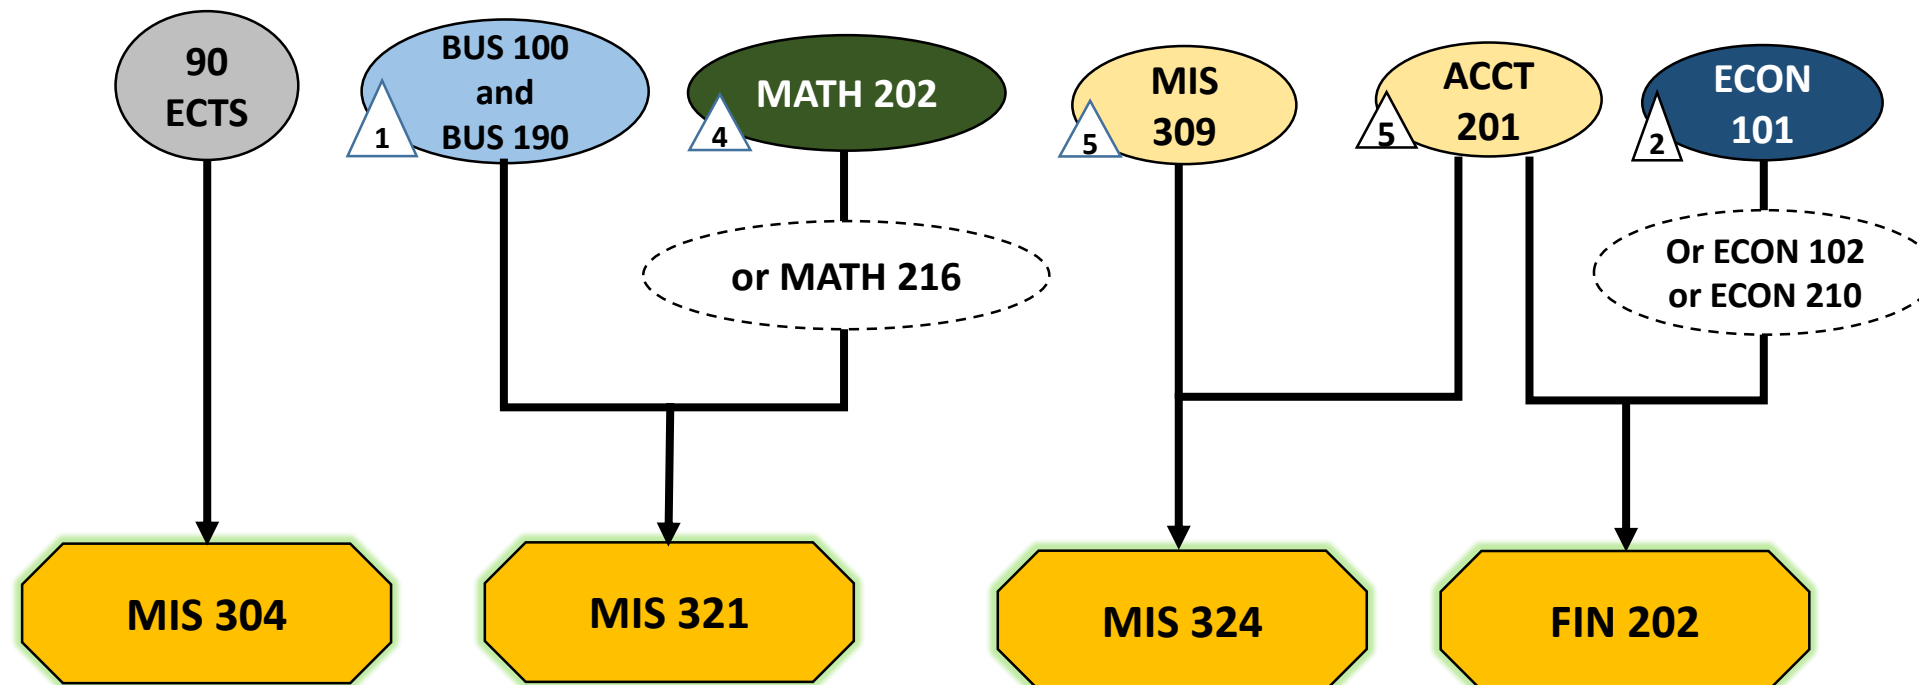 90
ECTS
BUS 100
and
BUS 190
1
MATH 202
4
MIS
309
5
ACCT
201
5
ECON
101
2
or MATH 216
Or ECON 102
or ECON 210
MIS 304
MIS 321
MIS 324
FIN 202